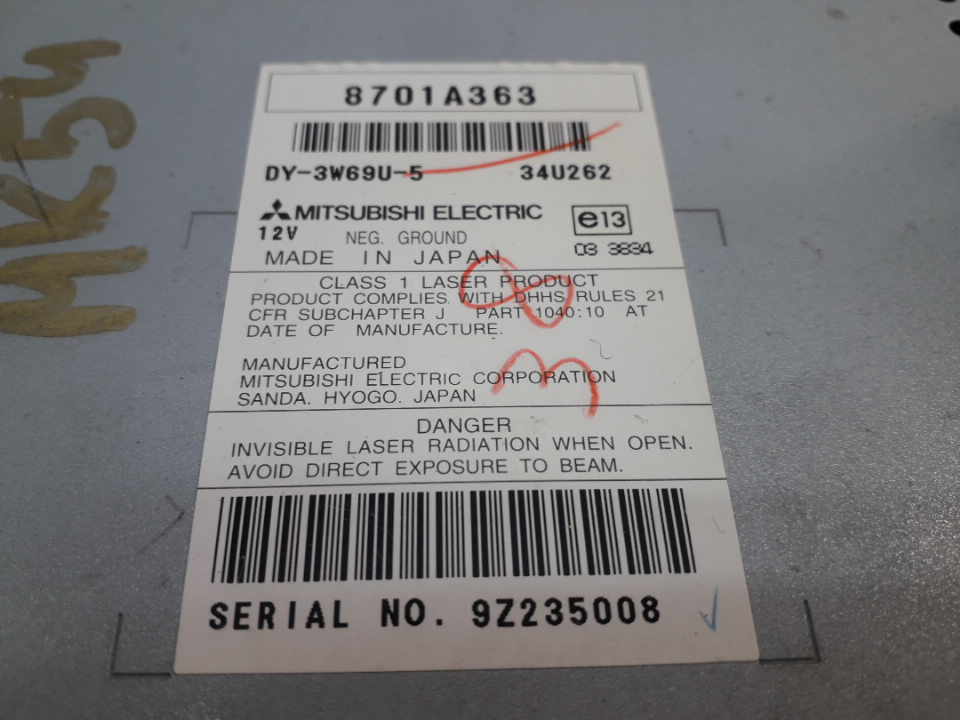 MK54
8701A363
DY-3W69U-5 34U262
MITSUBISHI ELECTRIC e13
12V NEG. GROUND 03 3834
MADE IN JAPAN
CLASS 1 LASER PRODUCT
PRODUCT COMPLIES WITH DHHS RULES 21
CFR SUBCHAPTER J PART 1040:10 AT
DATE OF MANUFACTURE.
MANUFACTURED
MITSUBISHI ELECTRIC CORPORATION
SANDA. HYOGO. JAPAN
38
DANGER
INVISIBLE LASER RADIATION WHEN OPEN.
AVOID DIRECT EXPOSURE TO BEAM.
SERIAL NO. 9Z235008